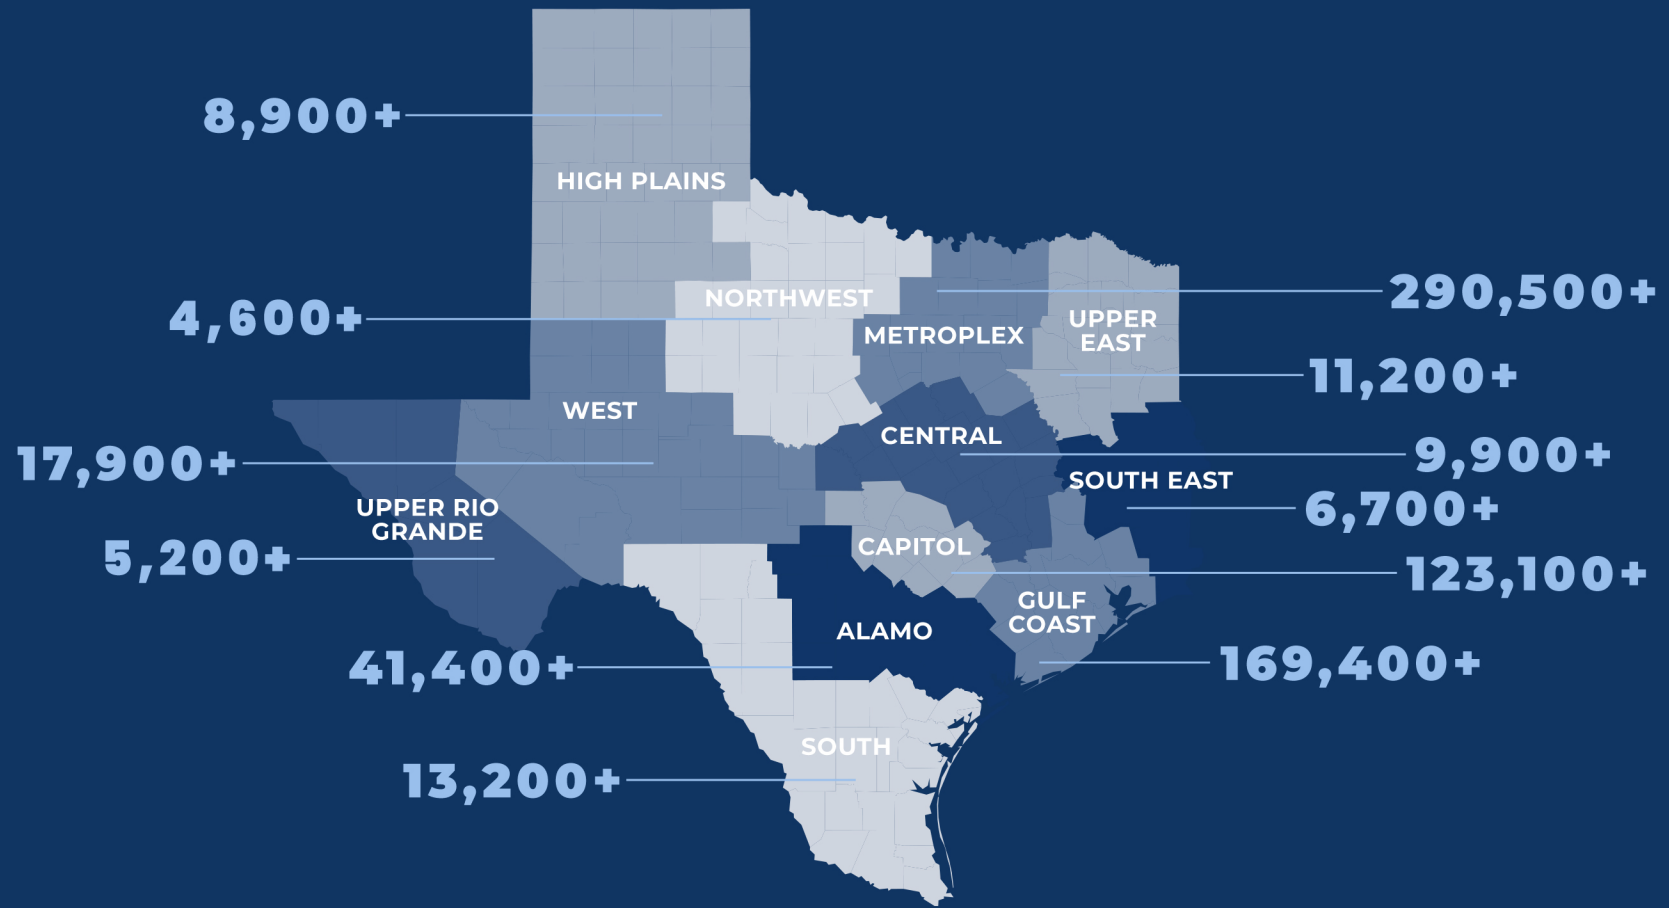 8,900+
HIGH PLAINS
290,500+
NORTHWEST
4,600+
METROPLEX
UPPER
EAST
11,200+
WEST
CENTRAL
9,900+
17,900+
SOUTH EAST
6,700+
UPPER RIO
GRANDE
CAPITOL
5,200+
123,100+
GULF
COAST
ALAMO
41,400+
169,400+
SOUTH
13,200+